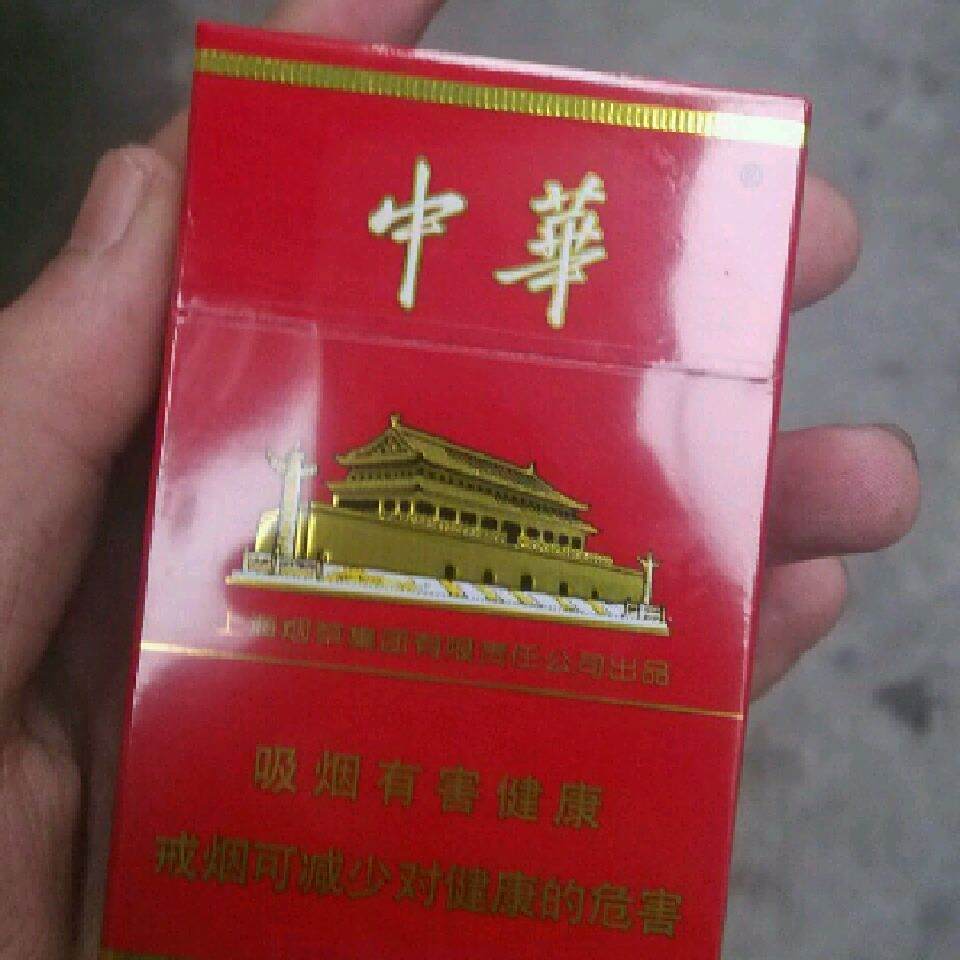 中華
上海烟草集团有限责任公司出品
吸烟有害健康
戒烟可减少对健康的危害